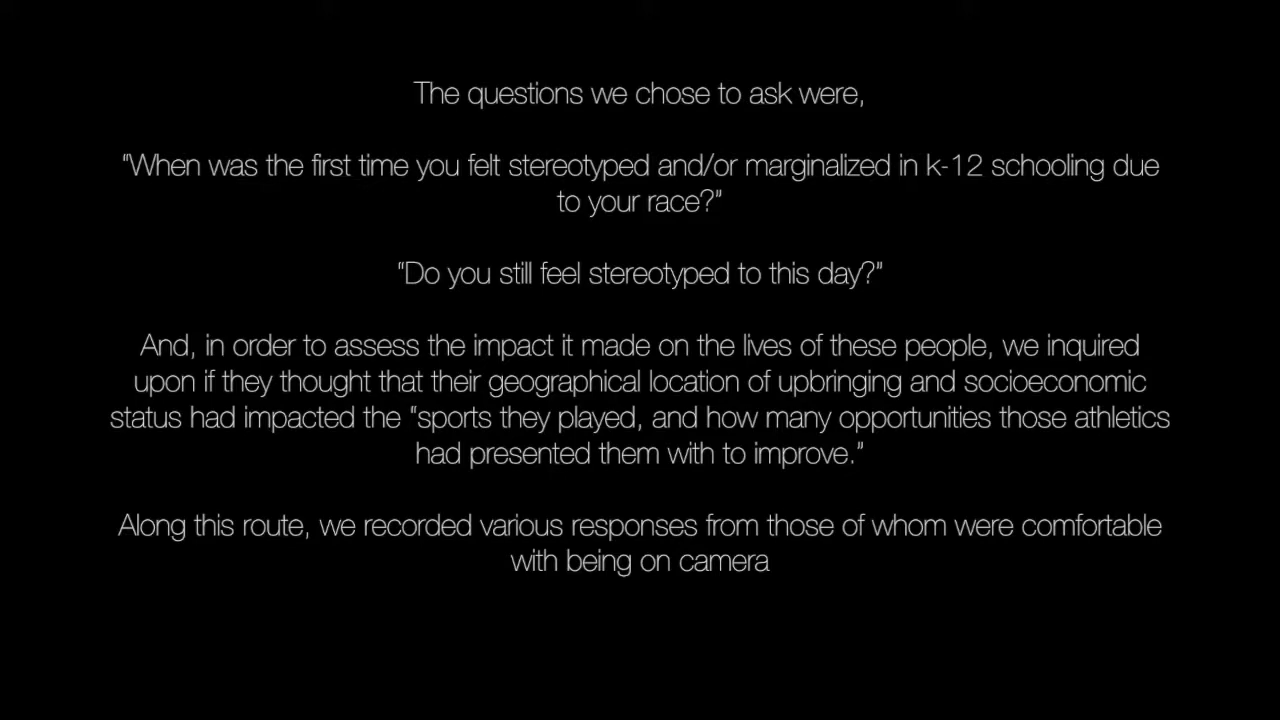 The questions we chose to ask were,
"When was the first time you felt stereotyped and/or marginalized in k-12 schooling due
to your race?"
"Do you still feel stereotyped to this day?"
And, in order to assess the impact it made on the lives of these people, we inquired
upon if they thought that their geographical location of upbringing and socioeconomic
status had impacted the "sports they played, and how many opportunities those athletics
had presented them with to improve."
Along this route, we recorded various responses from those of whom were comfortable
with being on camera